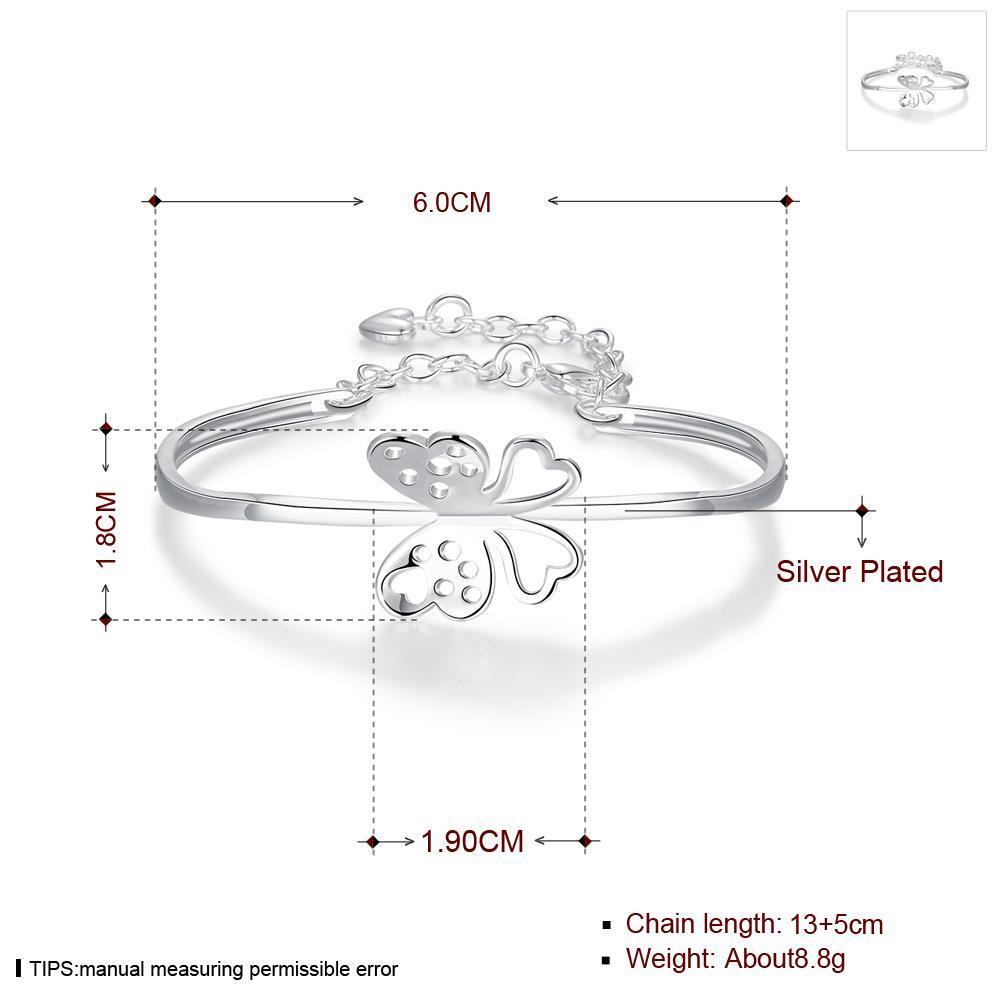 6.0CM
1.8CM
Silver Plated
1.90CM
▪ Chain length: 13+5cm
▪ Weight: About8.8g
TIPS:manual measuring permissible error